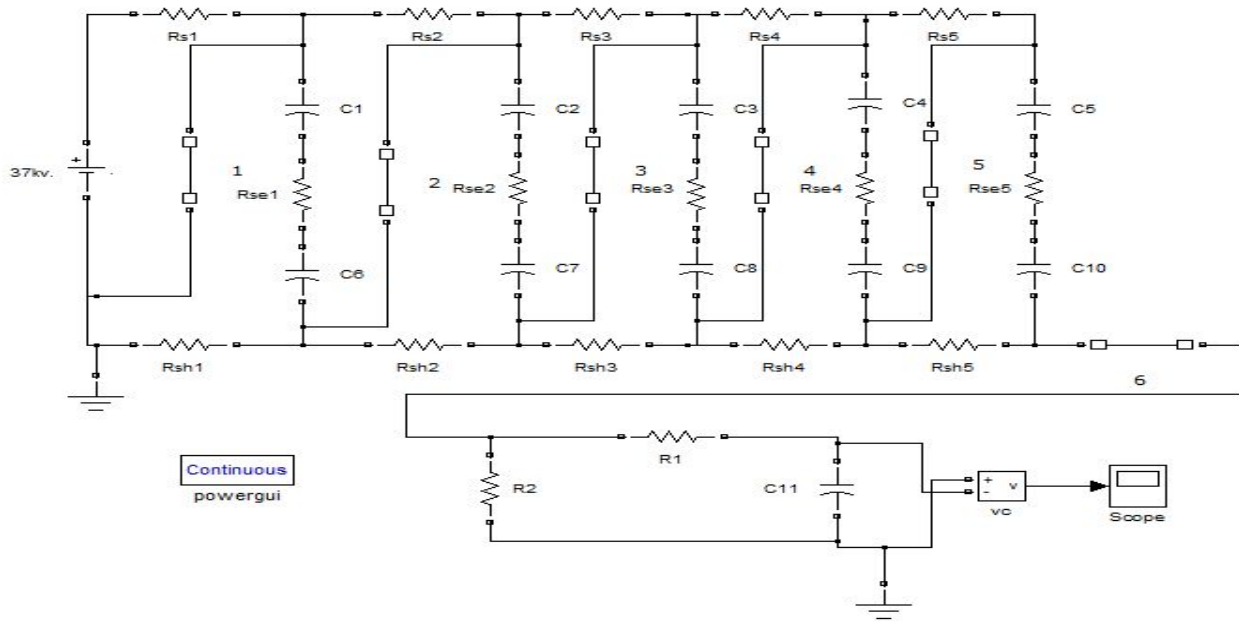 Rs1 Rs2 Rs3 Rs4 Rs5
C1 C2 C3 C4 C5
37kv. + .
1 2 3 4 5
Rse1 Rse2 Rse3 Rse4 Rse5
C6 C7 C8 C9 C10
Rsh1 Rsh2 Rsh3 Rsh4 Rsh5
6
R1
Continuous
powergui
R2
C11
+
-
v
vc
Scope